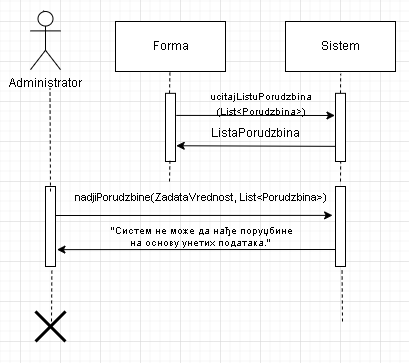 Forma
Sistem
Administrator
ucitajListuPorudzbina
(List<Porudzbina>)
ListaPorudzbina
nadjiPorudzbine(ZadataVrednost, List<Porudzbina>)
"Систем не може да нађе поруџбине
на основу унетих података."